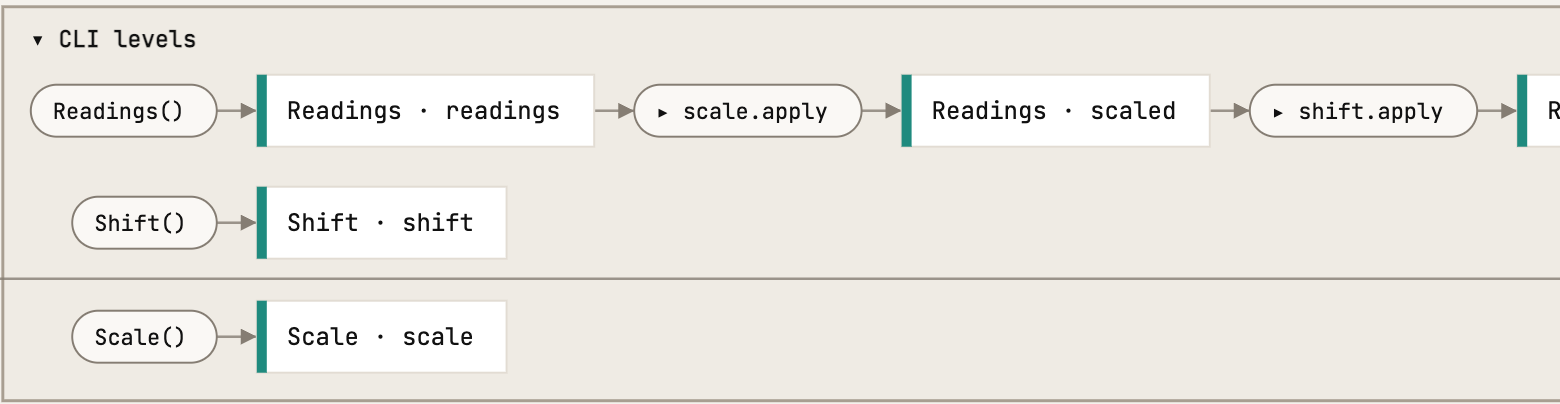 ▾ CLI levels
Readings() Readings · readings ▸ scale.apply Readings · scaled ▸ shift.apply R
Shift() Shift · shift
Scale() Scale · scale